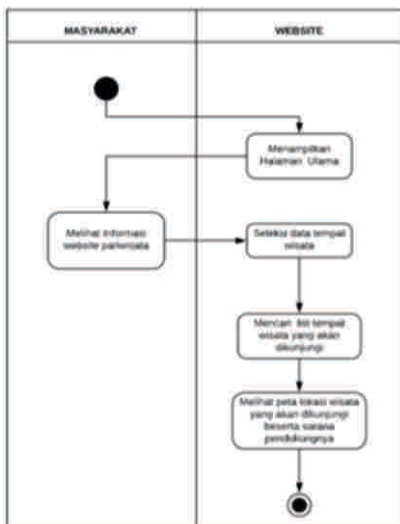 MASYARAKAT
WEBSITE
Menampilkan
Halaman Utama
Melihat Informasi
website pariwisata
Seleksi data tempat
wisata
Mencari list tempat
wisata yang akan
dikunjungi
Melihat peta lokasi wisata
yang akan dikunjungi
beserta sarana
pendukungnya